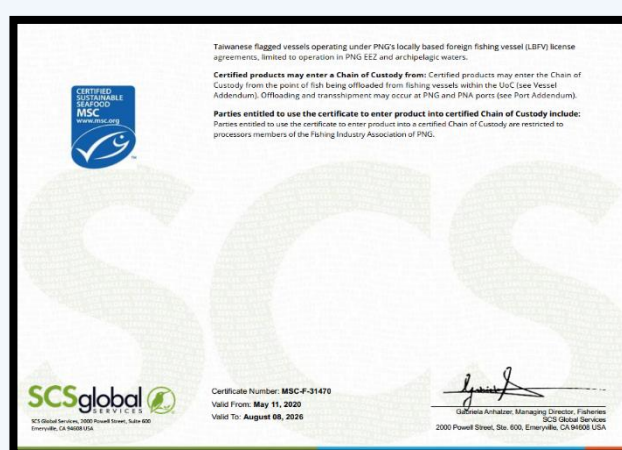 Taiwanese flagged vessels operating under PNG's locally based foreign fishing vessel (LBFV) license
agreements, limited to operation in PNG EEZ and archipelagic waters.
Certified products may enter a Chain of Custody from: Certified products may enter the Chain of
Custody from the point of fish being offloaded from fishing vessels within the UoC (see Vessel
Addendum). Offloading and transshipment may occur at PNG and PNA ports (see Port Addendum).
Parties entitled to use the certificate to enter product into certified Chain of Custody include:
Parties entitled to use the certificate to enter product into a certified Chain of Custody are restricted to
processors members of the Fishing Industry Association of PNG.
CERTIFIED
SUSTAINABLE
SEAFOOD
MSC
www.msc.org
TM
SCS
SCSglobal
SERVICES
SCS Global Services, 2000 Powell Street, Suite 600
Emeryville, CA 94608 USA
Certificate Number: MSC-F-31470
Valid From: May 11, 2020
Valid To: August 08, 2026
Gabriela Anhalzer, Managing Director, Fisheries
SCS Global Services
2000 Powell Street, Ste. 600, Emeryville, CA 94608 USA